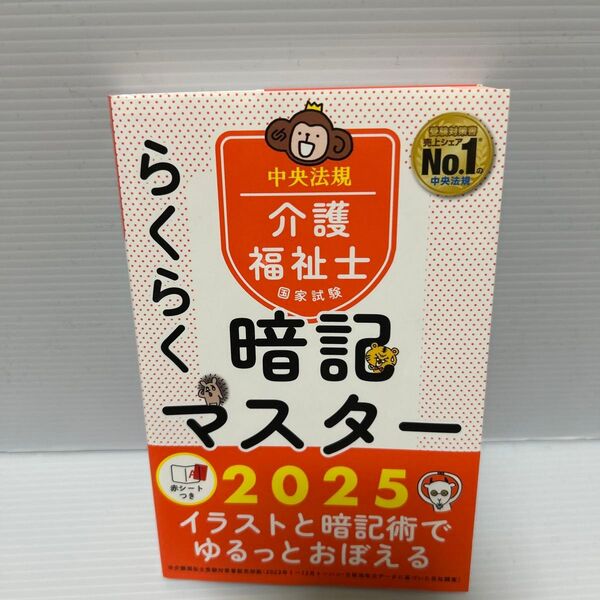 中央法規
介護
福祉士
国家試験
受験対策書
売上シェア
No.1の
中央法規
らくらく
暗記
マスター
赤シート
つき
2025
イラストと暗記術で
ゆるっとおぼえる